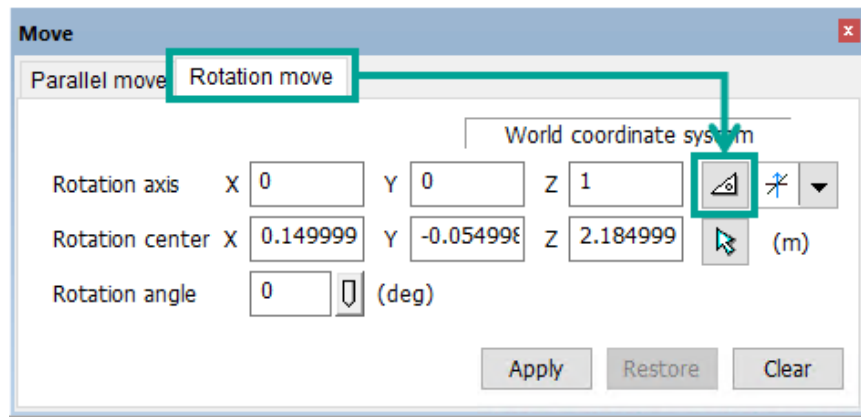 Move
x
Parallel move Rotation move
World coordinate system
Rotation axis X 0 Y 0 Z 1
Rotation center X 0.149999 Y -0.054998 Z 2.184999 (m)
Rotation angle 0 (deg)
Apply Restore Clear